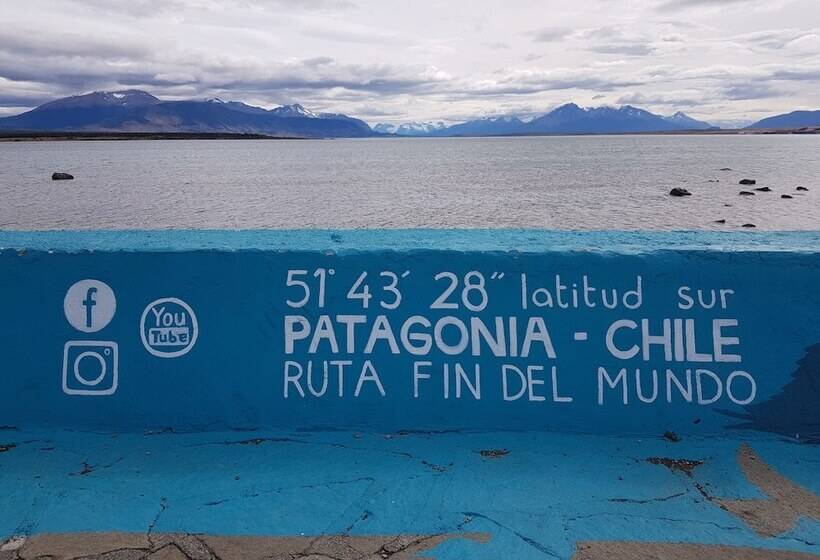 You
Tube
51° 43´ 28″ latitud sur
PATAGONIA - CHILE
RUTA FIN DEL MUNDO